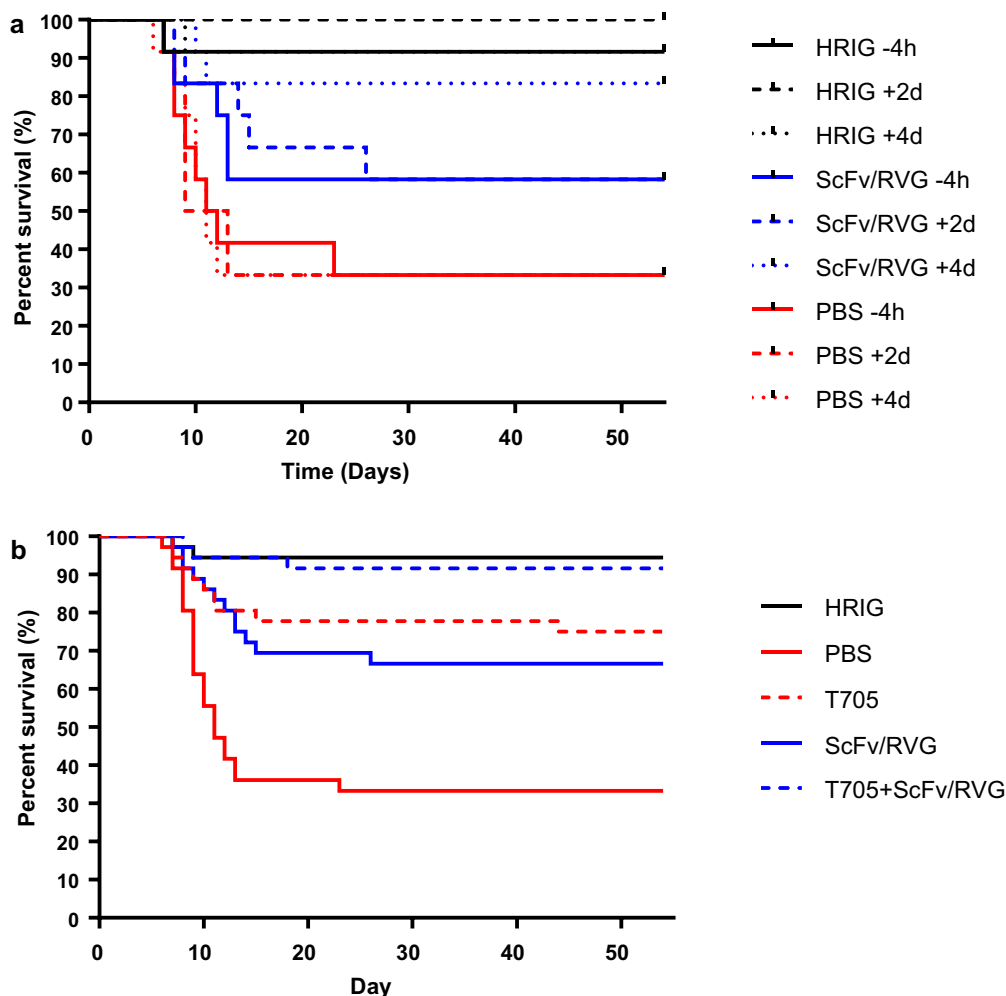 a
Percent survival (%)
100
90
80
70
60
50
40
30
20
10
0
0 10 20 30 40 50
Time (Days)
HRIG -4h
HRIG +2d
HRIG +4d
ScFv/RVG -4h
ScFv/RVG +2d
ScFv/RVG +4d
PBS -4h
PBS +2d
PBS +4d
b
Percent survival (%)
100
90
80
70
60
50
40
30
20
10
0
0 10 20 30 40 50
Day
HRIG
PBS
T705
ScFv/RVG
T705+ScFv/RVG